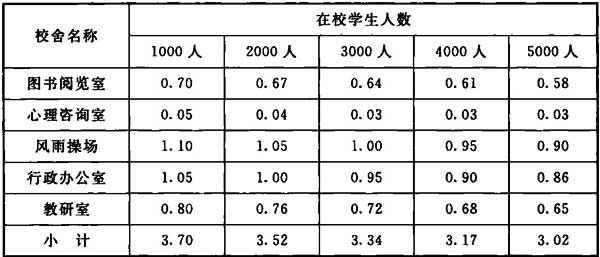 校舍名称 在校学生人数
1000 人 2000 人 3000 人 4000 人 5000 人
图书阅览室 0.70 0.67 0.64 0.61 0.58
心理咨询室 0.05 0.04 0.03 0.03 0.03
风雨操场 1.10 1.05 1.00 0.95 0.90
行政办公室 1.05 1.00 0.95 0.90 0.86
教研室 0.80 0.76 0.72 0.68 0.65
小 计 3.70 3.52 3.34 3.17 3.02